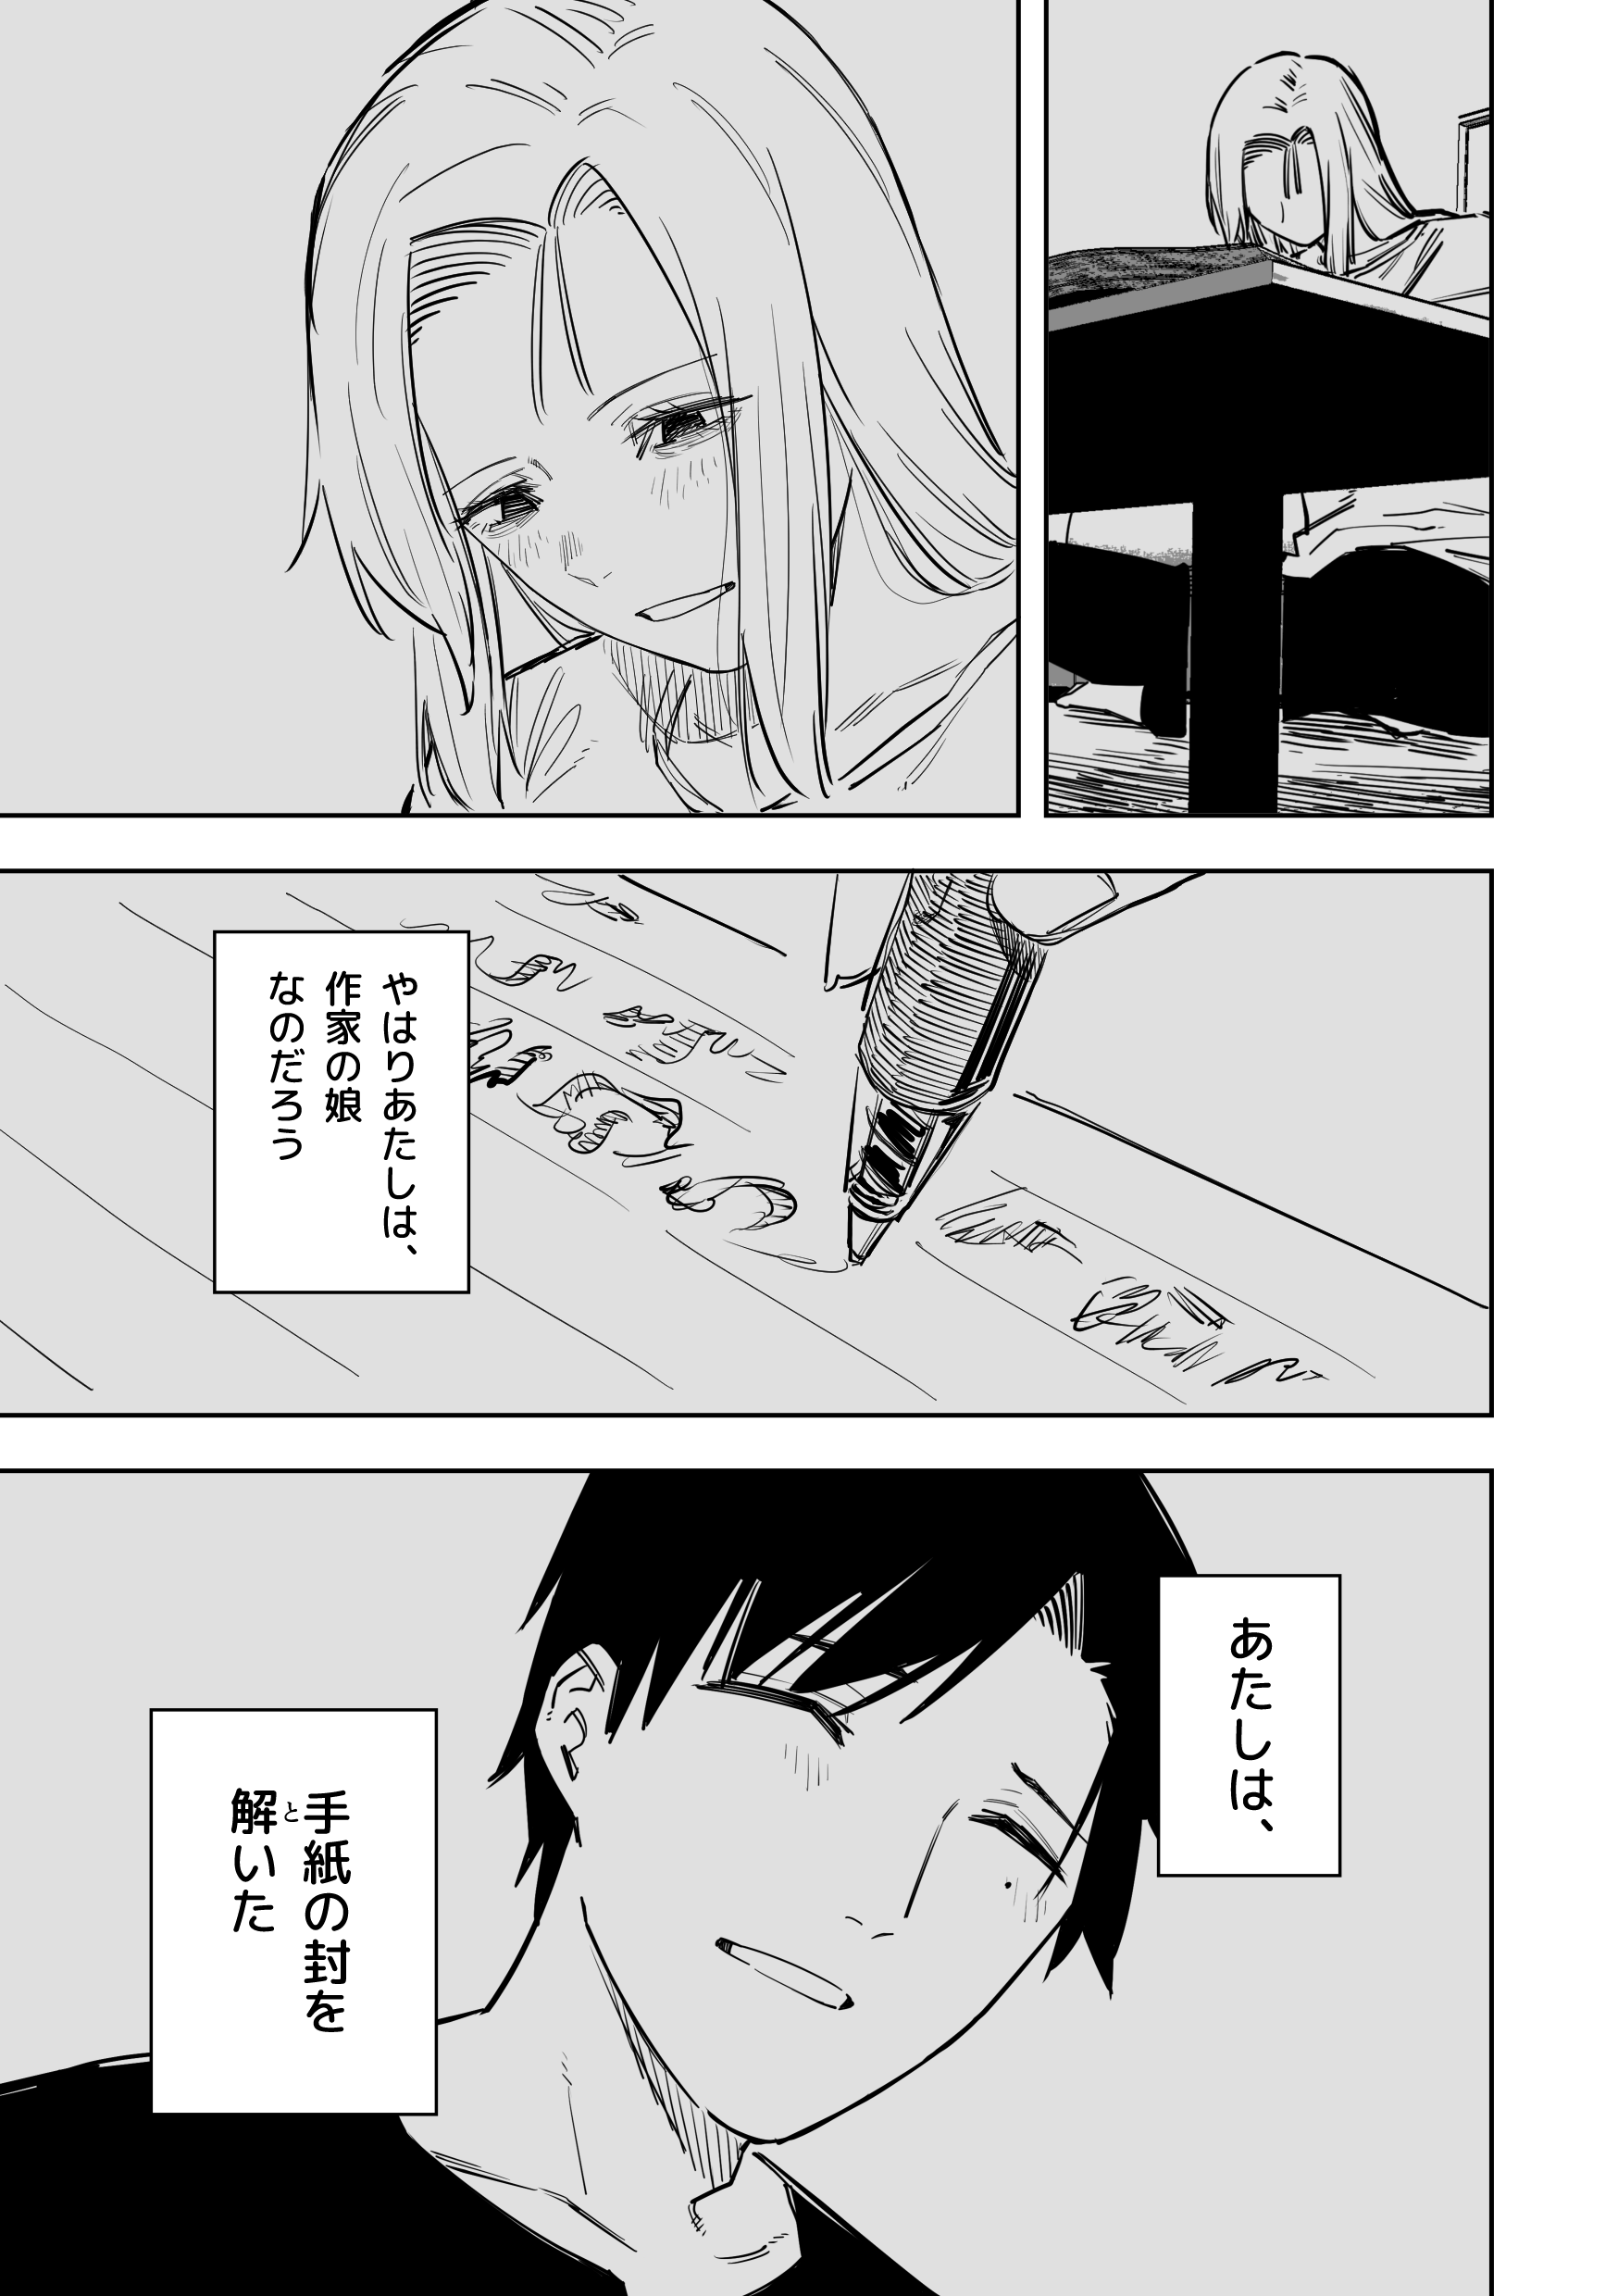 やはりあたしは、
作家の娘
なのだろう
あたしは、
手紙の封を
解いた
と